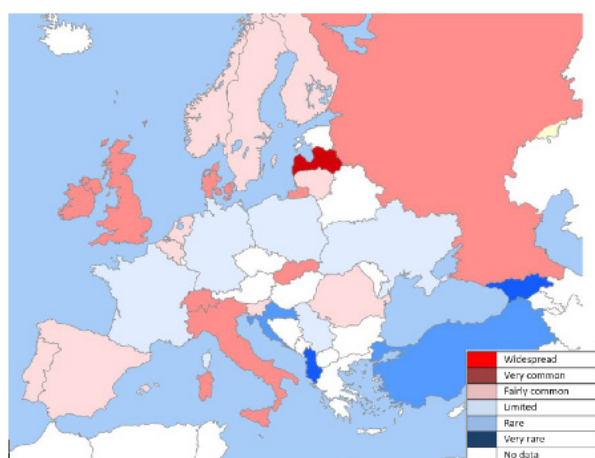 Widespread
Very common
Fairly common
Limited
Rare
Very rare
No data